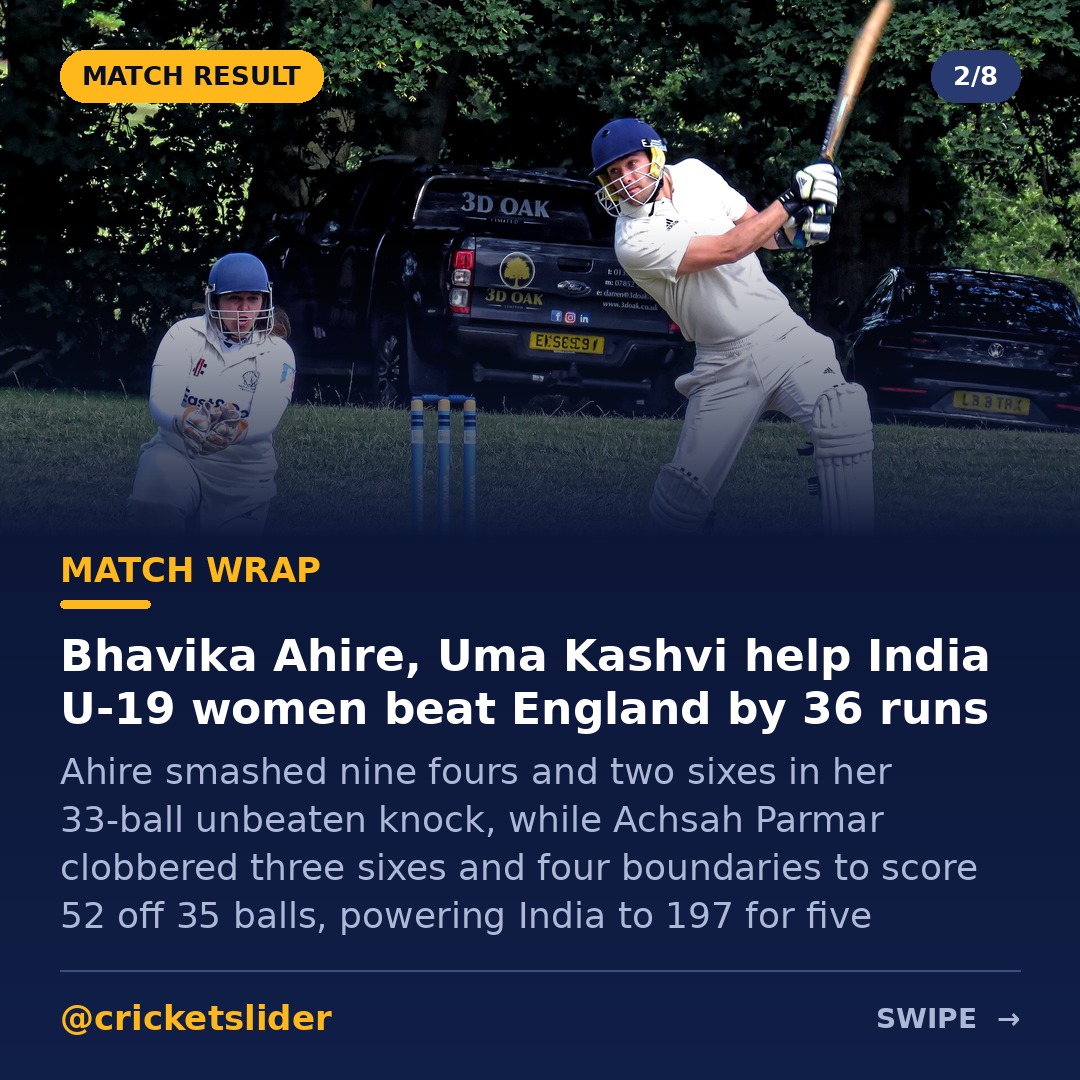 MATCH RESULT
2/8
3D OAK
LIMITED
3D OAK
MATCH WRAP
Bhavika Ahire, Uma Kashvi help India
U-19 women beat England by 36 runs
Ahire smashed nine fours and two sixes in her
33-ball unbeaten knock, while Achsah Parmar
clobbered three sixes and four boundaries to score
52 off 35 balls, powering India to 197 for five
@cricketslider
SWIPE →